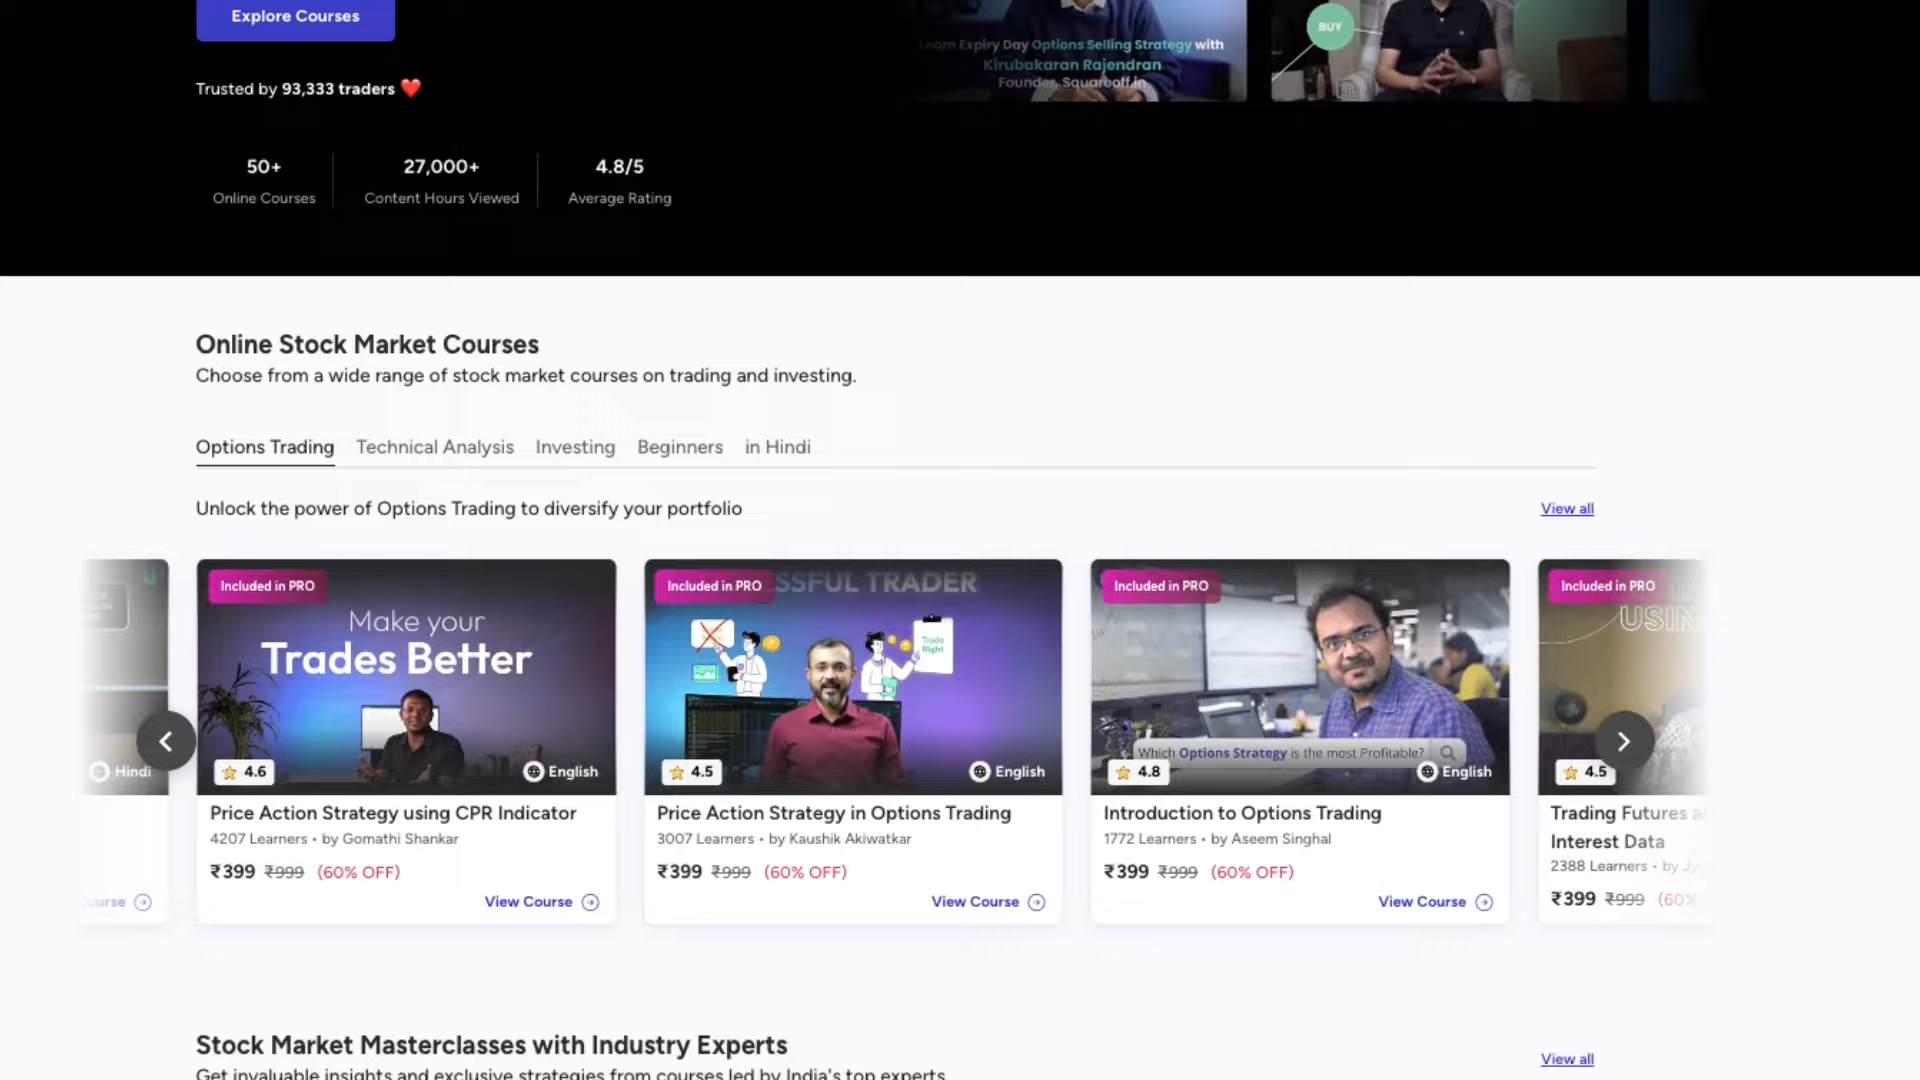 Explore Courses
Trusted by 93,333 traders ❤️
Learn Expiry Day Options Selling Strategy with
Kirubakaran Rajendran
Founder, Squareoff.in
BUY
50+
Online Courses
27,000+
Content Hours Viewed
4.8/5
Average Rating
Online Stock Market Courses
Choose from a wide range of stock market courses on trading and investing.
Options Trading Technical Analysis Investing Beginners in Hindi
Unlock the power of Options Trading to diversify your portfolio
View all
Hindi
Included in PRO
Make your
Trades Better
4.6
English
Price Action Strategy using CPR Indicator
4207 Learners • by Gomathi Shankar
₹399 ₹999 (60% OFF)
View Course
Included in PRO
SSFUL TRADER
Trade
Right
4.5
English
Price Action Strategy in Options Trading
3007 Learners • by Kaushik Akiwatkar
₹399 ₹999 (60% OFF)
View Course
Included in PRO
Which Options Strategy is the most Profitable?
4.8
English
Introduction to Options Trading
1772 Learners • by Aseem Singhal
₹399 ₹999 (60% OFF)
View Course
Included in PRO
USIN
4.5
Trading Futures
Interest Data
2388 Learners • by
₹399 ₹999 (60%
Stock Market Masterclasses with Industry Experts
View all
Get invaluable insights and exclusive strategies from courses led by India's top experts